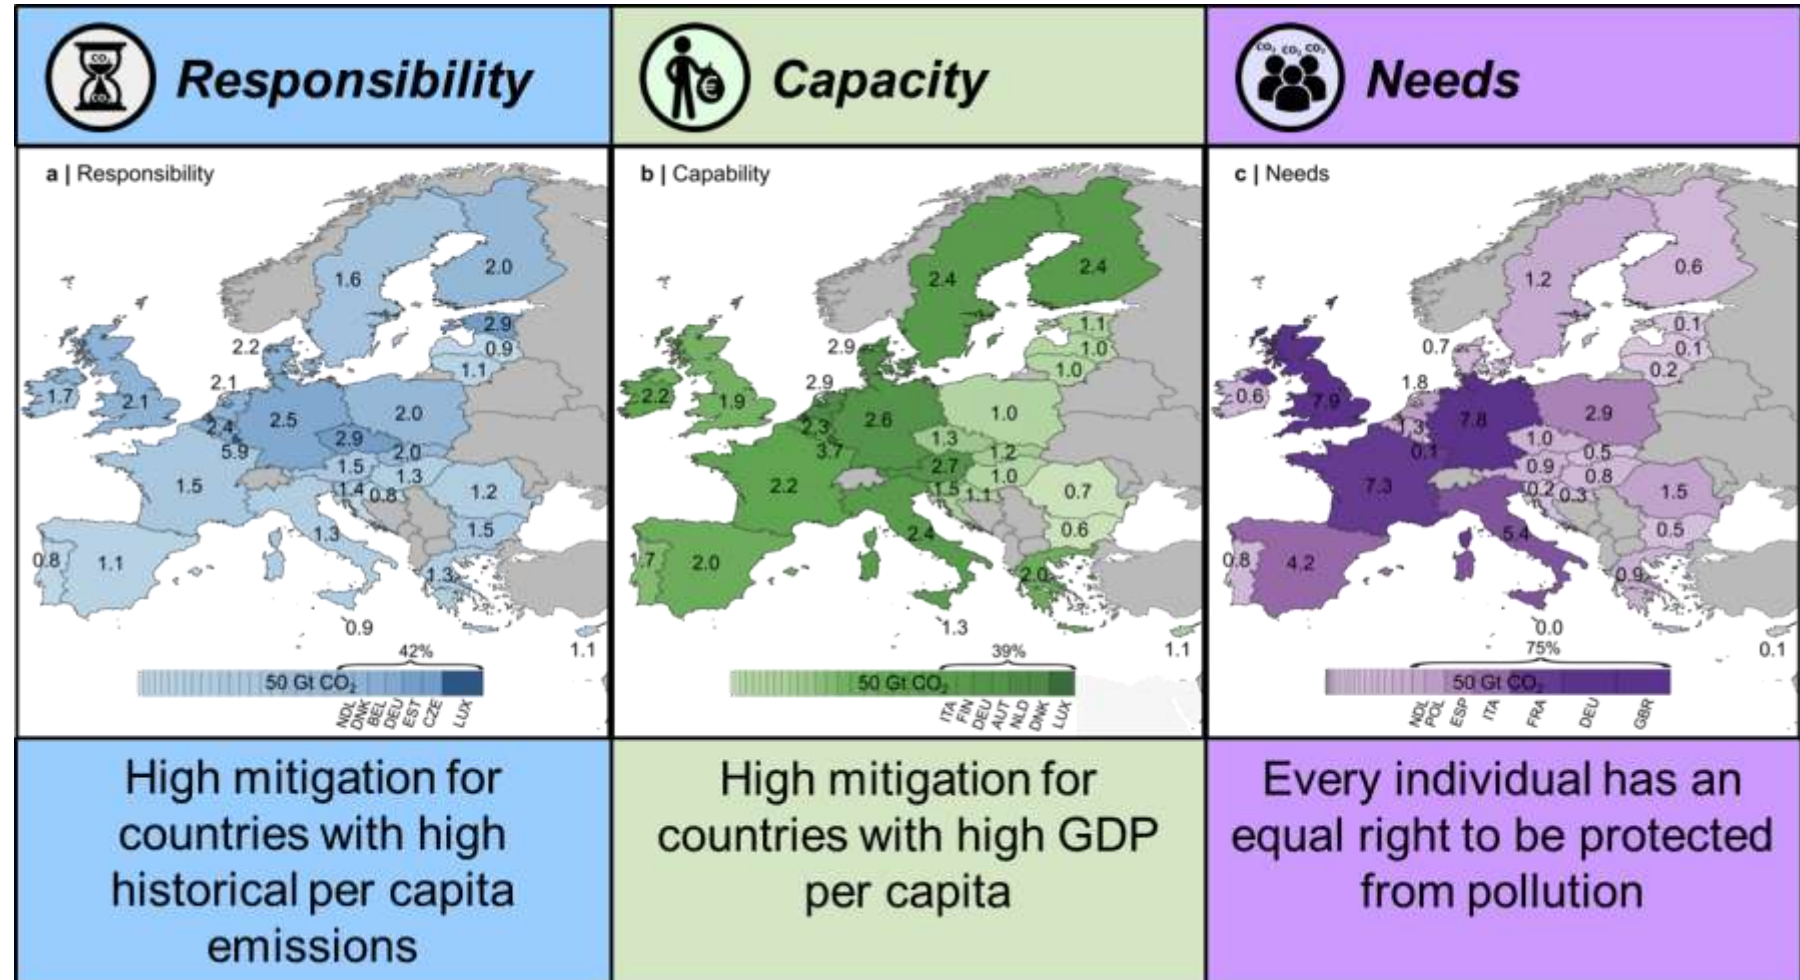 Responsibility
Capacity
Needs
CO₂
CO₂
€
CO₂ CO₂ CO₂
a | Responsibility
1.6
2.0
2.9
2.2
0.9
1.1
2.1
1.7
2.1
2.5
2.0
2.4
2.9
5.9
2.0
1.5
1.3
1.5
1.4
0.8
1.2
1.3
1.5
0.8
1.1
1.3
0.9
42%
1.1
50 Gt CO₂
NDL
DNK
BEL
DEU
EST
CZE
LUX
b | Capability
2.4
2.4
1.1
2.9
1.0
1.0
2.9
2.2
1.9
2.6
1.0
2.3
1.3
3.7
1.2
2.7
1.0
2.2
1.5
1.1
0.7
2.4
0.6
.7
2.0
2.0
1.3
39%
1.1
50 Gt CO₂
ITA
FIN
DEU
AUT
NLD
DNK
LUX
c | Needs
1.2
0.6
0.1
0.7
0.1
0.2
1.8
0.6
7.9
7.8
2.9
1.3
1.0
0.1
0.5
0.9
0.8
7.3
0.2
0.3
1.5
5.4
0.5
0.8
4.2
0.9
0.0
75%
0.1
50 Gt CO₂
NDL
POL
ESP
ITA
FRA
DEU
GBR
High mitigation for
countries with high
historical per capita
emissions
High mitigation for
countries with high GDP
per capita
Every individual has an
equal right to be protected
from pollution